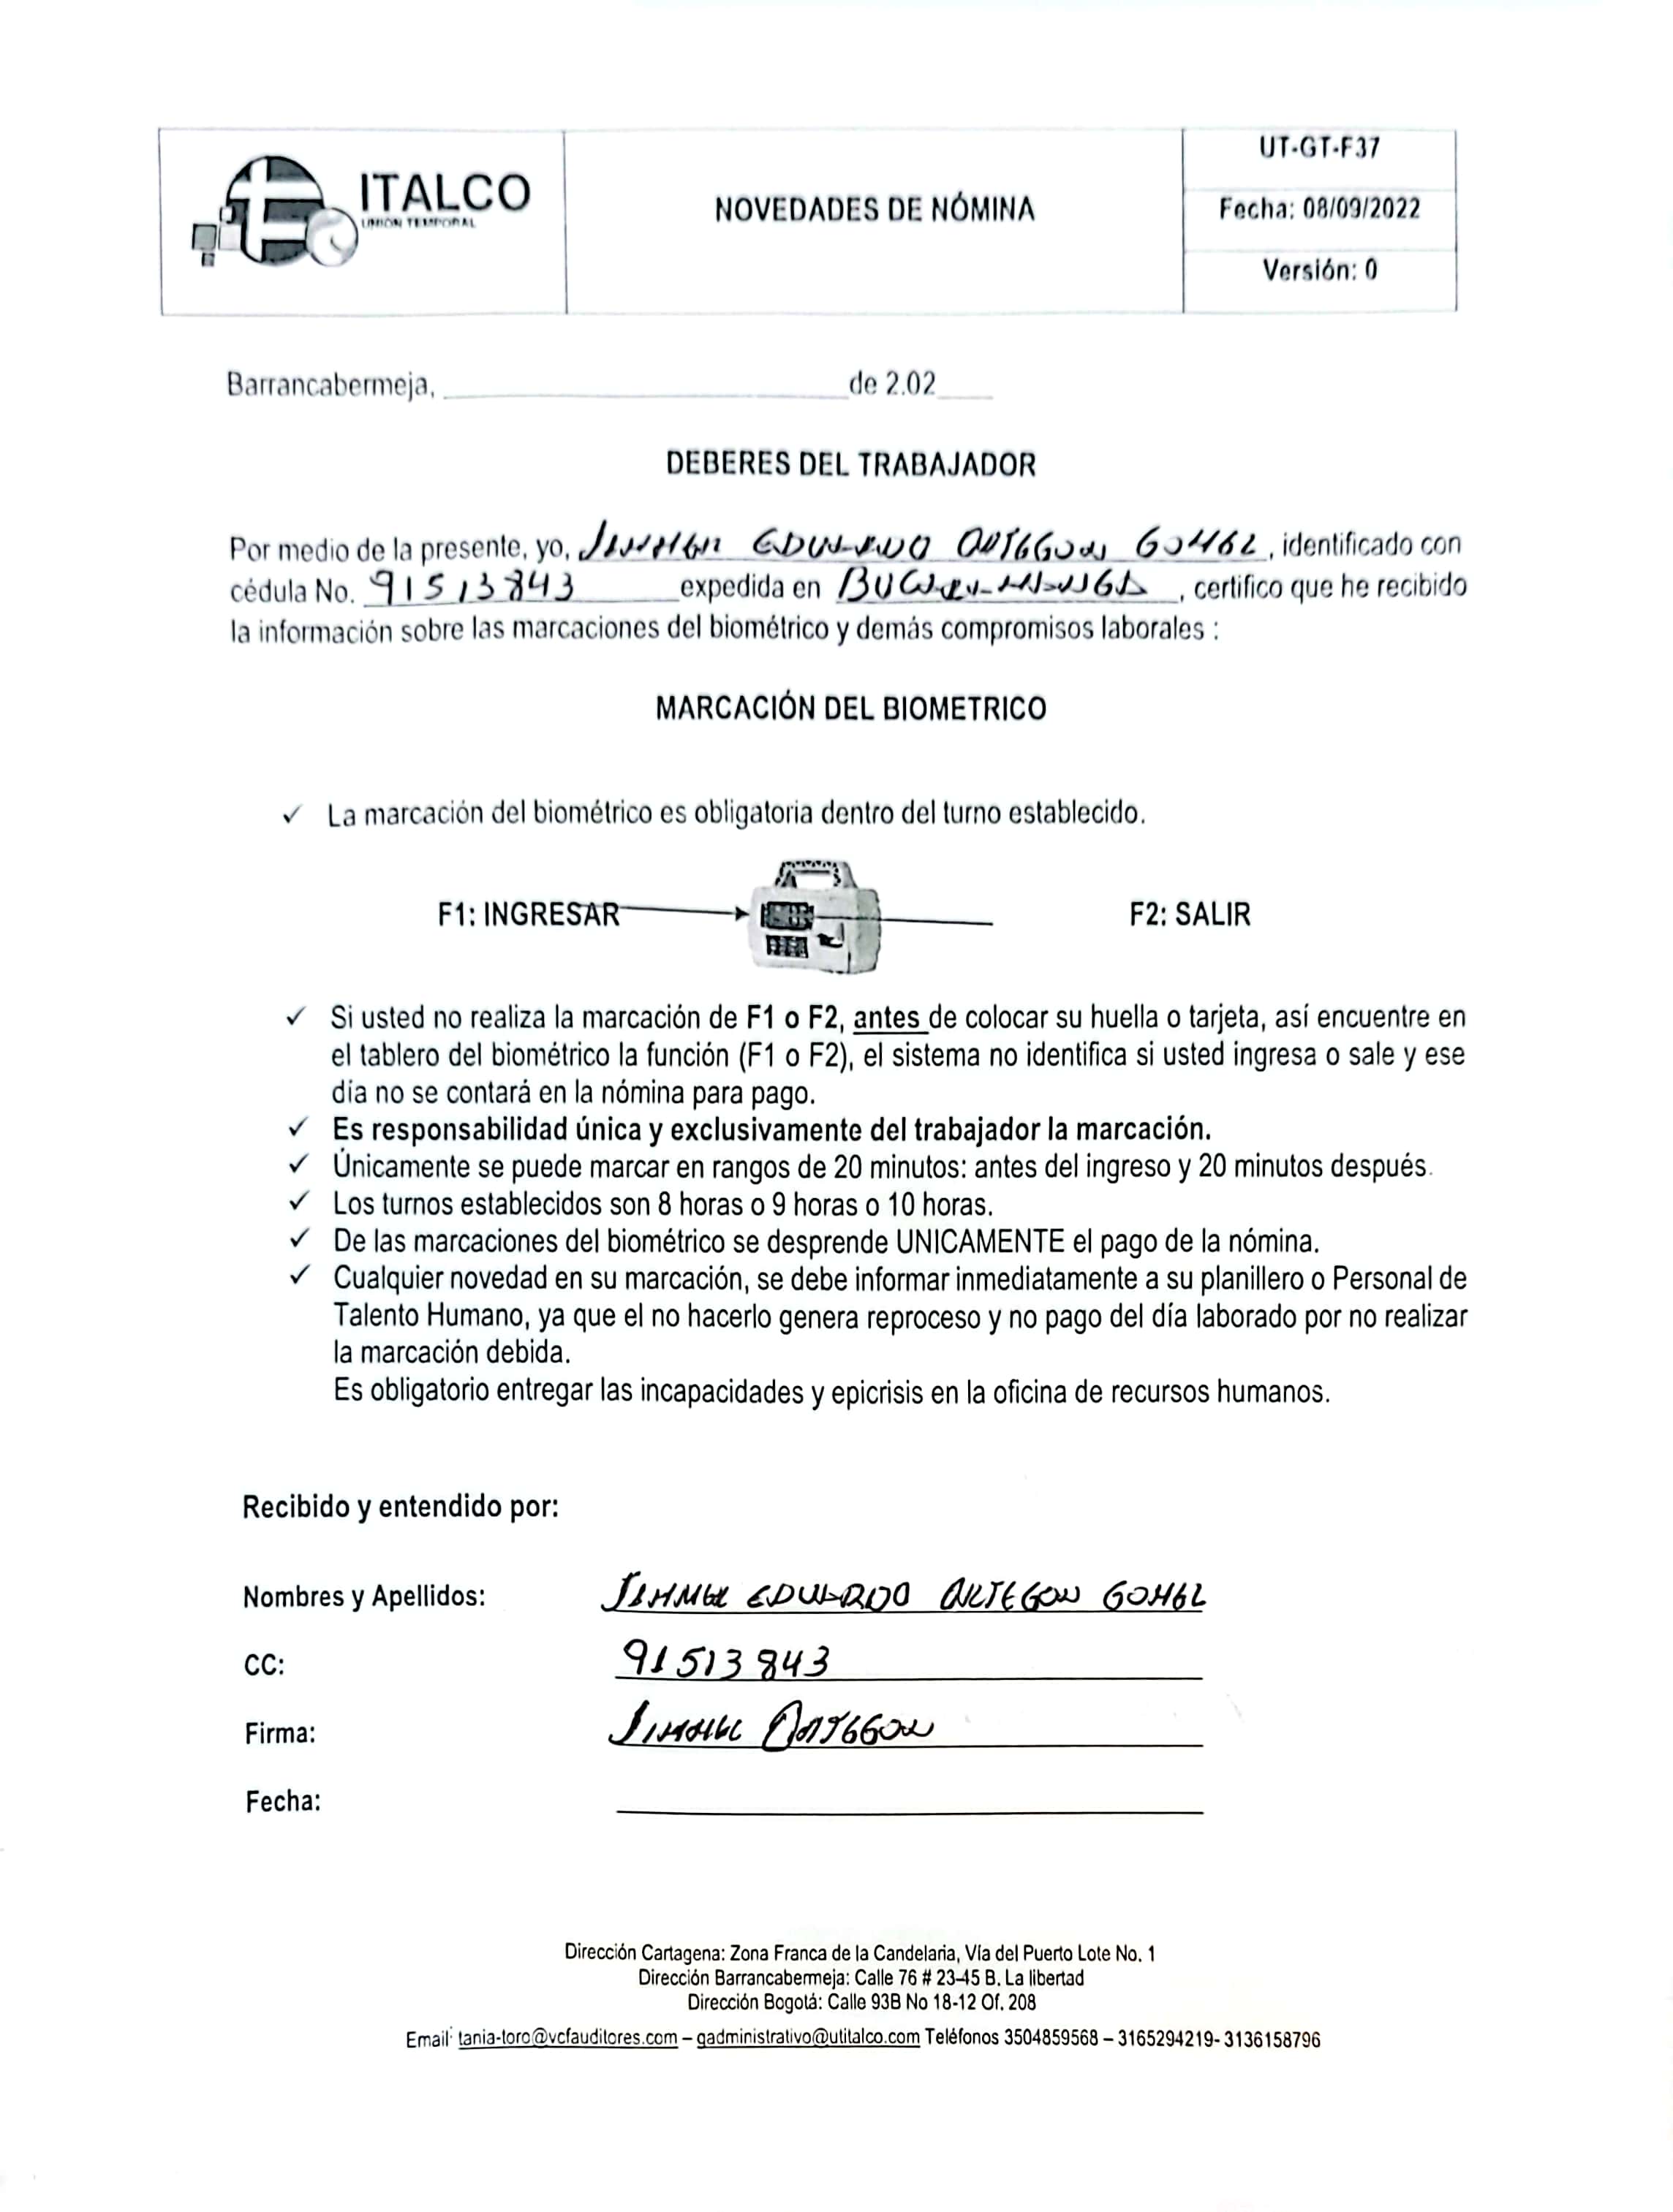 ITALCO
UNION TEMPORAL
NOVEDADES DE NÓMINA
UT-GT-F37
Fecha: 08/09/2022
Versión: 0
Barrancabermeja, de 2.02
DEBERES DEL TRABAJADOR
Por medio de la presente, yo, EDUARDO ORTEGON GOMEZ, identificado con
cédula No. 91513843 expedida en BUCARAMANGA, certifico que he recibido
la información sobre las marcaciones del biométrico y demás compromisos laborales :
MARCACIÓN DEL BIOMETRICO
✓ La marcación del biométrico es obligatoria dentro del turno establecido.
F1: INGRESAR F2: SALIR
✓ Si usted no realiza la marcación de F1 o F2, antes de colocar su huella o tarjeta, así encuentre en
el tablero del biométrico la función (F1 o F2), el sistema no identifica si usted ingresa o sale y ese
día no se contará en la nómina para pago.
✓ Es responsabilidad única y exclusivamente del trabajador la marcación.
✓ Únicamente se puede marcar en rangos de 20 minutos: antes del ingreso y 20 minutos después.
✓ Los turnos establecidos son 8 horas o 9 horas o 10 horas.
✓ De las marcaciones del biométrico se desprende UNICAMENTE el pago de la nómina.
✓ Cualquier novedad en su marcación, se debe informar inmediatamente a su planillero o Personal de
Talento Humano, ya que el no hacerlo genera reproceso y no pago del día laborado por no realizar
la marcación debida.
Es obligatorio entregar las incapacidades y epicrisis en la oficina de recursos humanos.
Recibido y entendido por:
Nombres y Apellidos: EDUARDO ORTEGON GOMEZ
CC: 91513843
Firma: ORTEGON
Fecha:
Dirección Cartagena: Zona Franca de la Candelaria, Vía del Puerto Lote No. 1
Dirección Barrancabermeja: Calle 76 # 23-45 B. La libertad
Dirección Bogotá: Calle 93B No 18-12 Of. 208
Email: tania-toro@vcfauditores.com – gadministrativo@utitalco.com Teléfonos 3504859568 – 3165294219- 3136158796